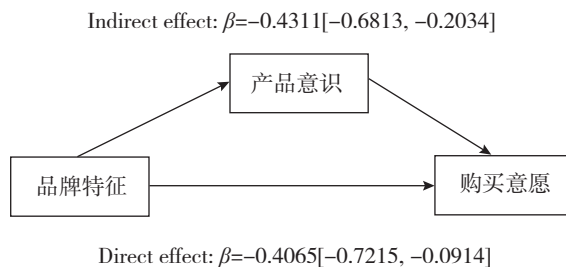 Indirect effect: β=−0.4311[−0.6813, −0.2034]
产品意识
品牌特征
购买意愿
Direct effect: β=−0.4065[−0.7215, −0.0914]